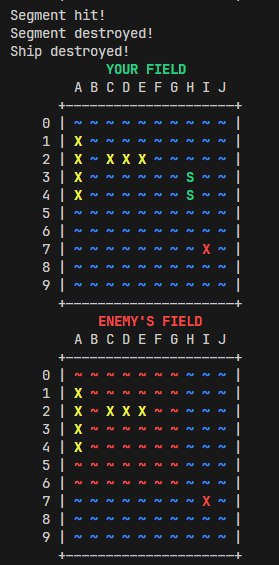 Segment hit!
Segment destroyed!
Ship destroyed!
YOUR FIELD
A B C D E F G H I J
+———————————————————+
0 | ~ ~ ~ ~ ~ ~ ~ ~ ~ ~ |
1 | X ~ ~ ~ ~ ~ ~ ~ ~ ~ |
2 | X ~ X X X ~ ~ ~ ~ ~ |
3 | X ~ ~ ~ ~ ~ ~ S ~ ~ |
4 | X ~ ~ ~ ~ ~ ~ S ~ ~ |
5 | ~ ~ ~ ~ ~ ~ ~ ~ ~ ~ |
6 | ~ ~ ~ ~ ~ ~ ~ ~ ~ ~ |
7 | ~ ~ ~ ~ ~ ~ ~ ~ X ~ |
8 | ~ ~ ~ ~ ~ ~ ~ ~ ~ ~ |
9 | ~ ~ ~ ~ ~ ~ ~ ~ ~ ~ |
+———————————————————+
ENEMY'S FIELD
A B C D E F G H I J
+———————————————————+
0 | ~ ~ ~ ~ ~ ~ ~ ~ ~ ~ |
1 | X ~ ~ ~ ~ ~ ~ ~ ~ ~ |
2 | X ~ X X X ~ ~ ~ ~ ~ |
3 | X ~ ~ ~ ~ ~ ~ ~ ~ ~ |
4 | X ~ ~ ~ ~ ~ ~ ~ ~ ~ |
5 | ~ ~ ~ ~ ~ ~ ~ ~ ~ ~ |
6 | ~ ~ ~ ~ ~ ~ ~ ~ ~ ~ |
7 | ~ ~ ~ ~ ~ ~ ~ ~ X ~ |
8 | ~ ~ ~ ~ ~ ~ ~ ~ ~ ~ |
9 | ~ ~ ~ ~ ~ ~ ~ ~ ~ ~ |
+———————————————————+